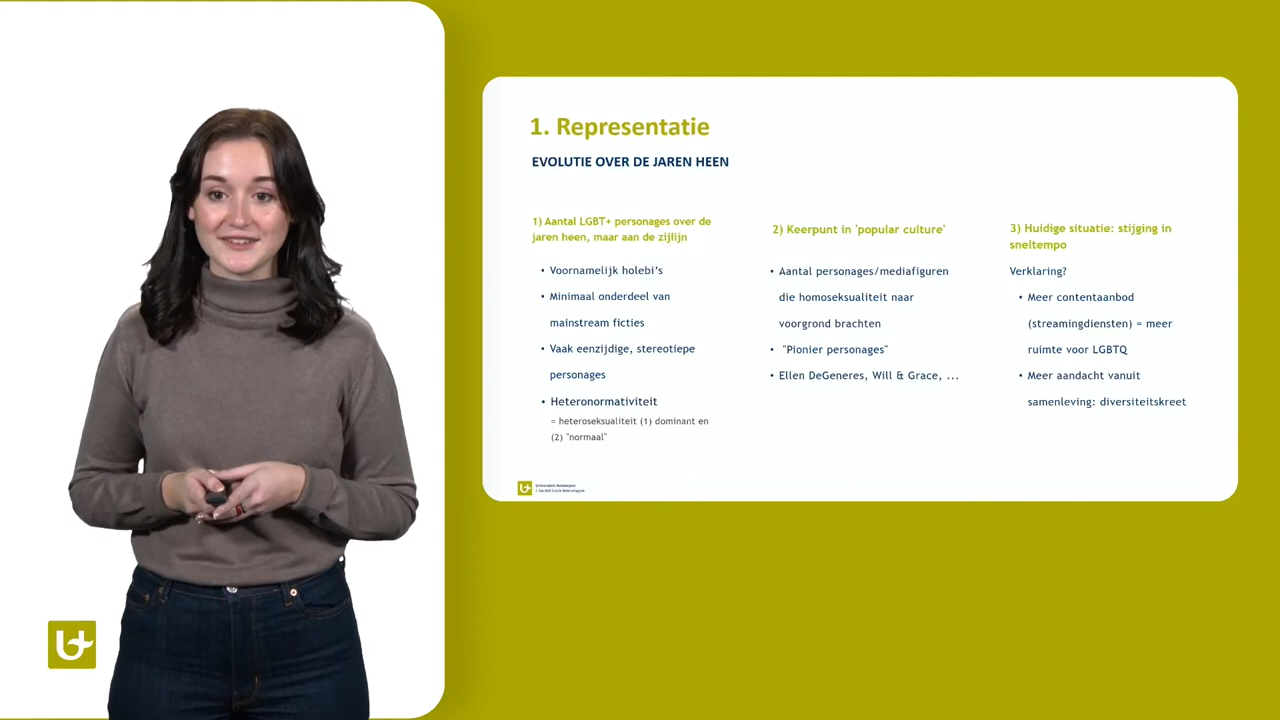 1. Representatie
EVOLUTIE OVER DE JAREN HEEN
1) Aantal LGBT+ personages over de
jaren heen, maar aan de zijlijn
• Voornamelijk holebi's
• Minimaal onderdeel van
mainstream ficties
• Vaak eenzijdige, stereotiepe
personages
• Heteronormativiteit
= heteroseksualiteit (1) dominant en
(2) "normaal"
2) Keerpunt in 'popular culture'
• Aantal personages/mediafiguren
die homoseksualiteit naar
voorgrond brachten
• "Pionier personages"
• Ellen DeGeneres, Will & Grace, ...
3) Huidige situatie: stijging in
sneltempo
Verklaring?
• Meer contentaanbod
(streamingdiensten) = meer
ruimte voor LGBTQ
• Meer aandacht vanuit
samenleving: diversiteitskreet
Universiteit Antwerpen